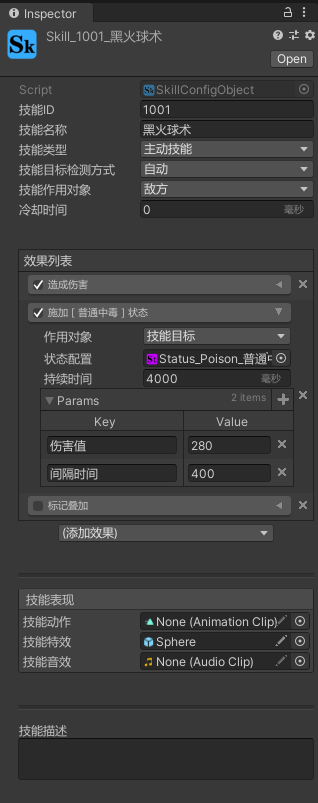 Inspector
Skill_1001_黑火球术
Sk
Open
Script SkillConfigObject
技能ID 1001
技能名称 黑火球术
技能类型 主动技能
技能目标检测方式 自动
技能作用对象 敌方
冷却时间 0 毫秒
效果列表
造成伤害
施加 [ 普通中毒 ] 状态
作用对象 技能目标
状态配置 St Status_Poison_普通中
持续时间 4000 毫秒
Params 2 items
Key Value
伤害值 280
间隔时间 400
标记叠加
(添加效果)
技能表现
技能动作 None (Animation Clip)
技能特效 Sphere
技能音效 None (Audio Clip)
技能描述